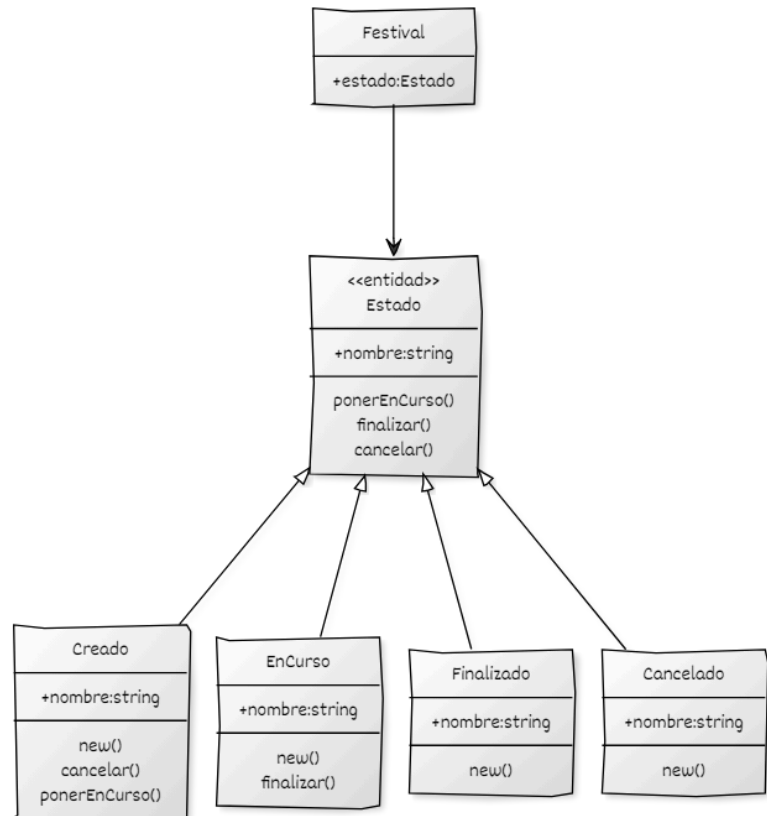 Festival
+estado:Estado
<<entidad>>
Estado
+nombre:string
ponerEnCurso()
finalizar()
cancelar()
Creado
+nombre:string
new()
cancelar()
ponerEnCurso()
EnCurso
+nombre:string
new()
finalizar()
Finalizado
+nombre:string
new()
Cancelado
+nombre:string
new()